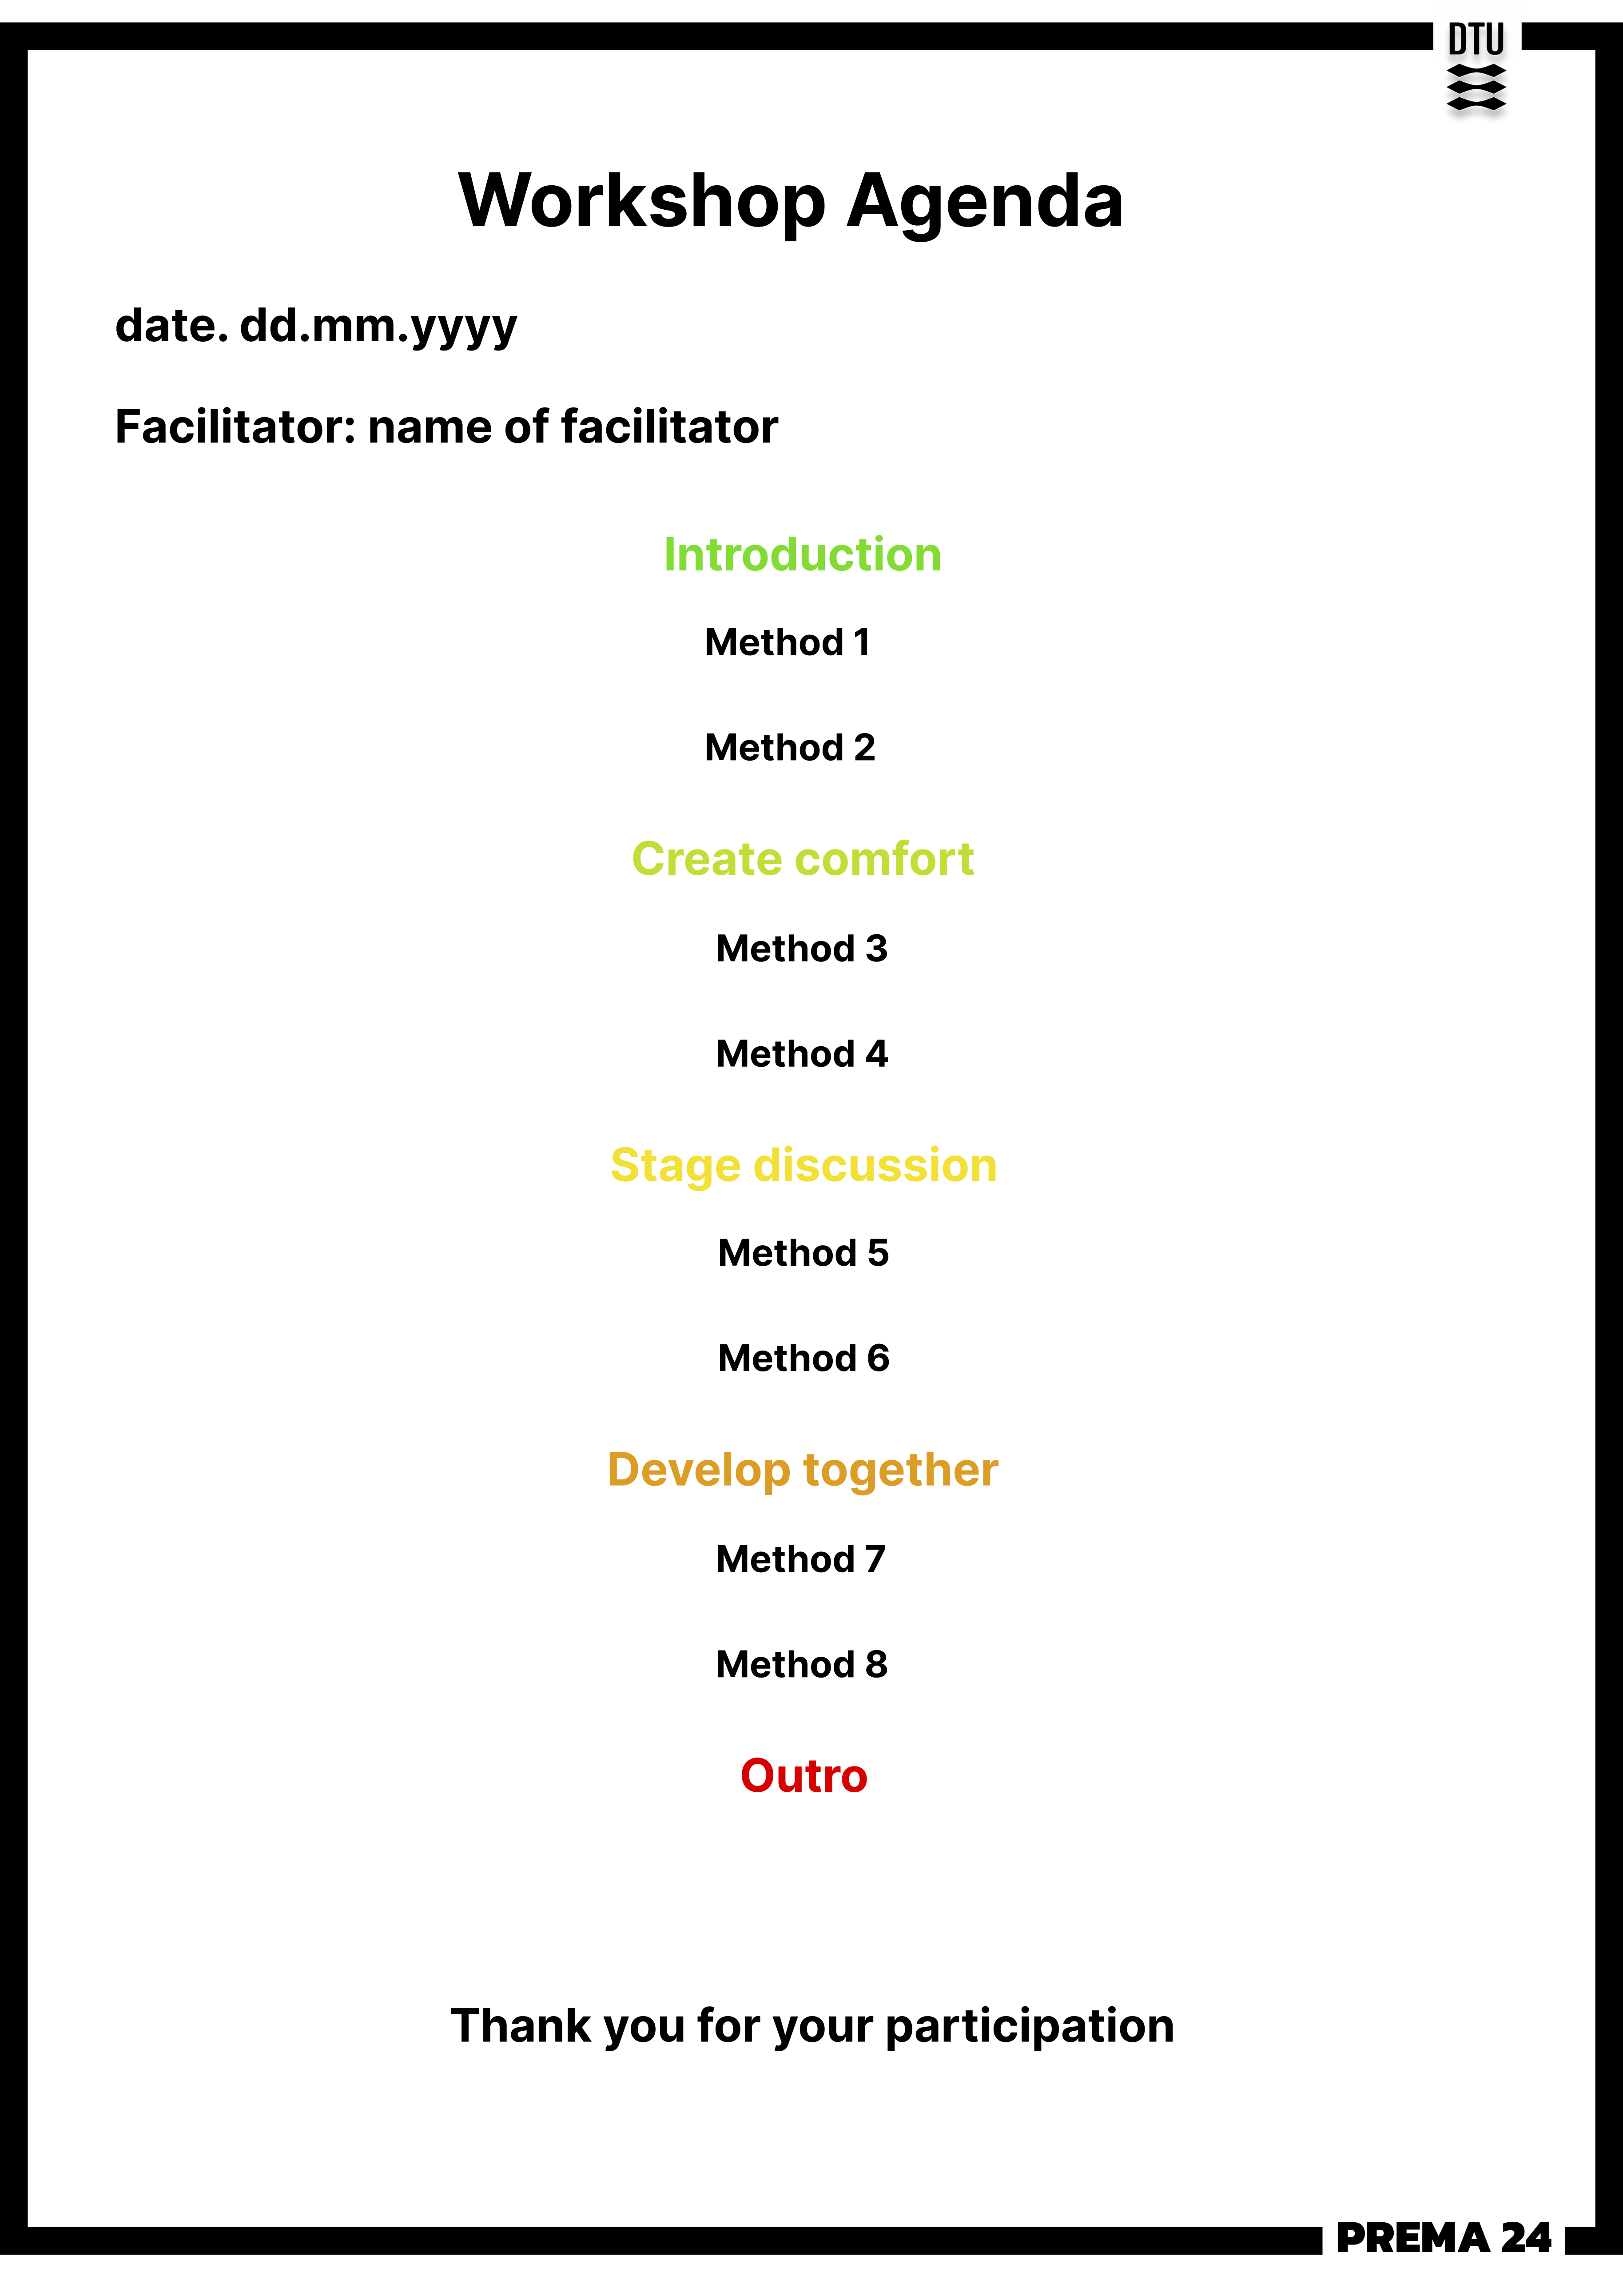 DTU
Workshop Agenda
date. dd.mm.yyyy
Facilitator: name of facilitator
Introduction
Method 1
Method 2
Create comfort
Method 3
Method 4
Stage discussion
Method 5
Method 6
Develop together
Method 7
Method 8
Outro
Thank you for your participation
PREMA 24